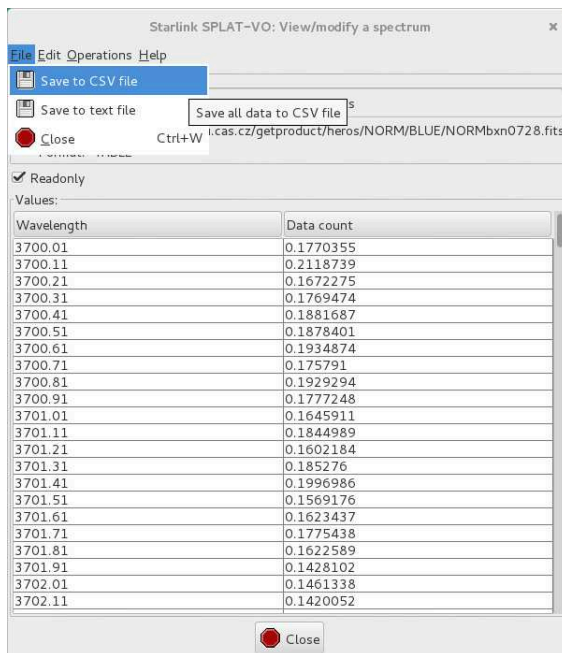 Starlink SPLAT-VO: View/modify a spectrum
File Edit Operations Help
Save to CSV file
Save to text file
Save all data to CSV file
Close Ctrl+W
.cas.cz/getproduct/heros/NORM/BLUE/NORMbxn0728.fits
Readonly
Values:
Wavelength Data count
3700.01 0.1770355
3700.11 0.2118739
3700.21 0.1672275
3700.31 0.1769474
3700.41 0.1881687
3700.51 0.1878401
3700.61 0.1934874
3700.71 0.175791
3700.81 0.1929294
3700.91 0.1777248
3701.01 0.1645911
3701.11 0.1844989
3701.21 0.1602184
3701.31 0.185276
3701.41 0.1996986
3701.51 0.1569176
3701.61 0.1623437
3701.71 0.1775438
3701.81 0.1622589
3701.91 0.1428102
3702.01 0.1461338
3702.11 0.1420052
Close